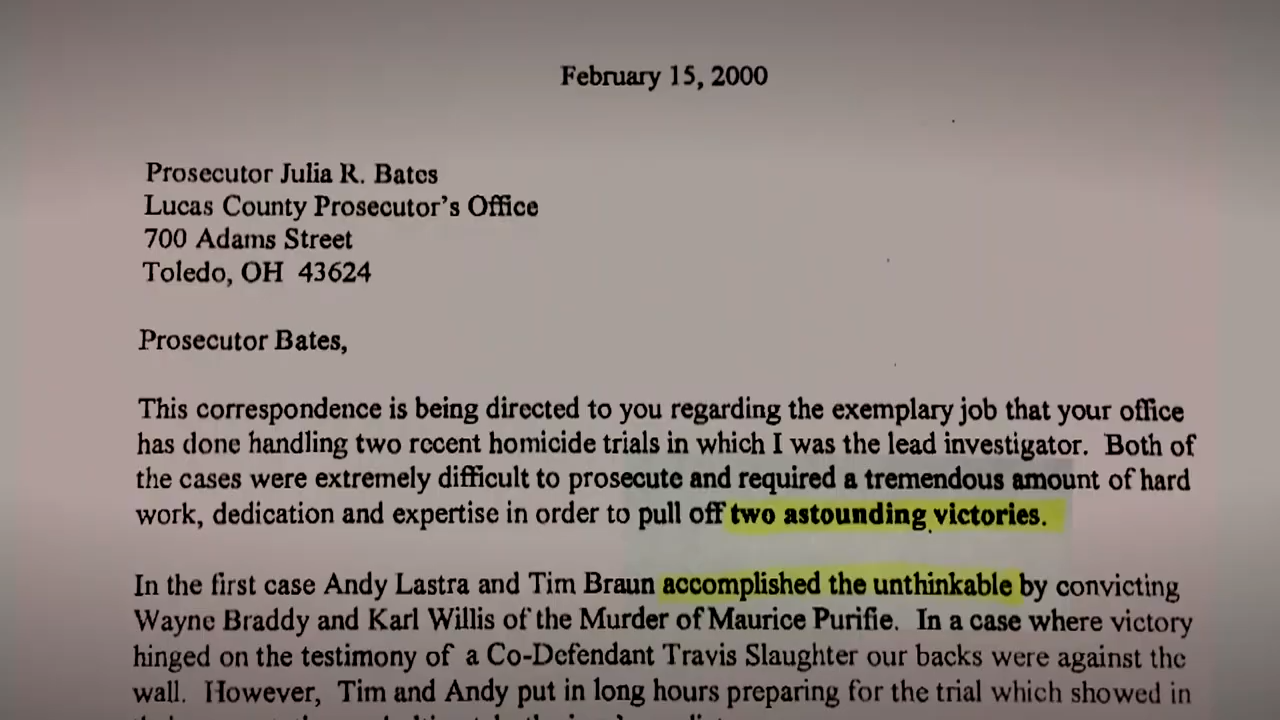 February 15, 2000
Prosecutor Julia R. Bates
Lucas County Prosecutor's Office
700 Adams Street
Toledo, OH 43624
Prosecutor Bates,
This correspondence is being directed to you regarding the exemplary job that your office
has done handling two recent homicide trials in which I was the lead investigator. Both of
the cases were extremely difficult to prosecute and required a tremendous amount of hard
work, dedication and expertise in order to pull off two astounding victories.
In the first case Andy Lastra and Tim Braun accomplished the unthinkable by convicting
Wayne Braddy and Karl Willis of the Murder of Maurice Purifie. In a case where victory
hinged on the testimony of a Co-Defendant Travis Slaughter our backs were against the
wall. However, Tim and Andy put in long hours preparing for the trial which showed in